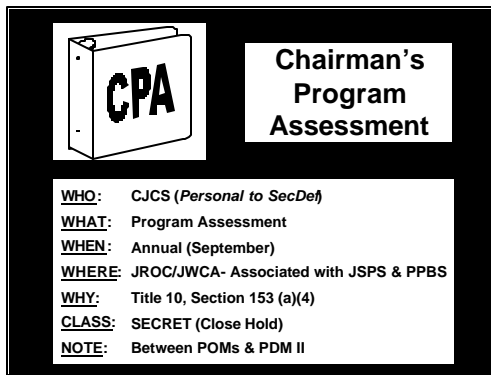 CPA
Chairman's
Program
Assessment
WHO: CJCS (Personal to SecDef)
WHAT: Program Assessment
WHEN: Annual (September)
WHERE: JROC/JWCA- Associated with JSPS & PPBS
WHY: Title 10, Section 153 (a)(4)
CLASS: SECRET (Close Hold)
NOTE: Between POMs & PDM II